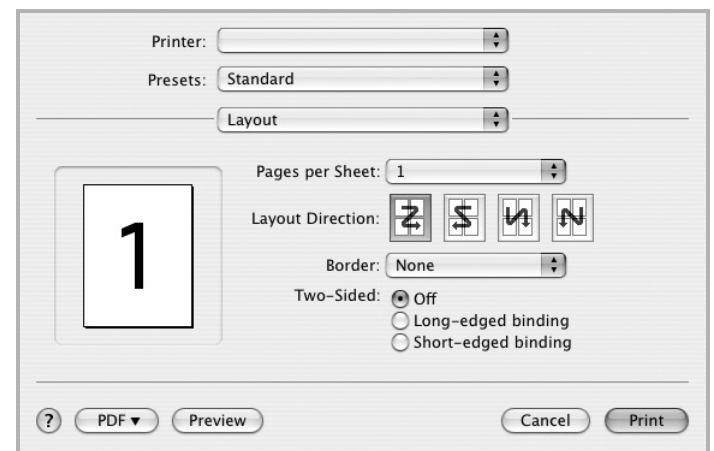 Printer:
Presets: Standard
Layout
Pages per Sheet: 1
1
Layout Direction:
Border: None
Two-Sided: Off
Long-edged binding
Short-edged binding
? PDF▼ Preview Cancel Print